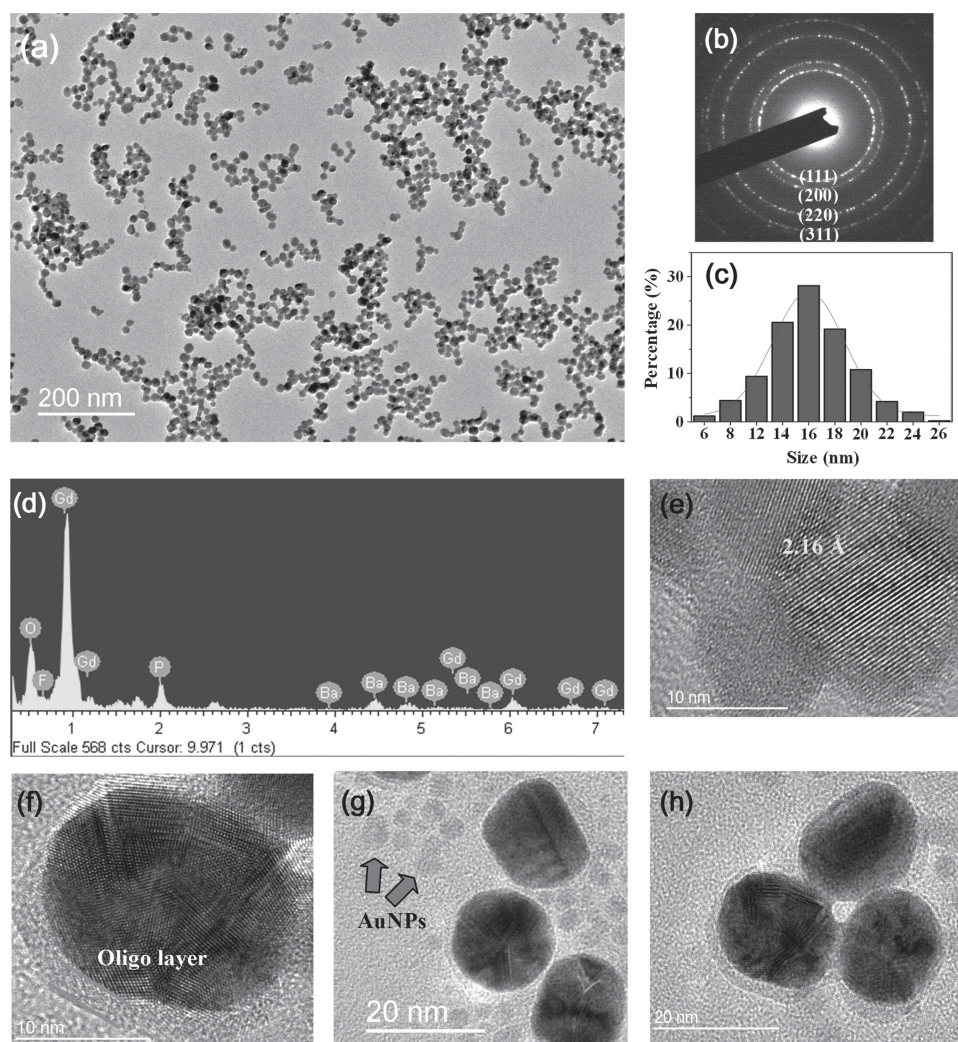 (a)
200 nm
(b)
(111)
(200)
(220)
(311)
(c)
Percentage (%)
30
20
10
0
6 8 12 14 16 18 20 22 24 26
Size (nm)
(d)
Gd
O
F
Gd
P
Ba
Ba
Ba
Ba
Gd
Ba
Ba
Gd
Gd
Gd
1 2 3 4 5 6 7
Full Scale 568 cts Cursor: 9.971 (1 cts)
(e)
2.16 Å
10 nm
(f)
Oligo layer
10 nm
(g)
AuNPs
20 nm
(h)
20 nm